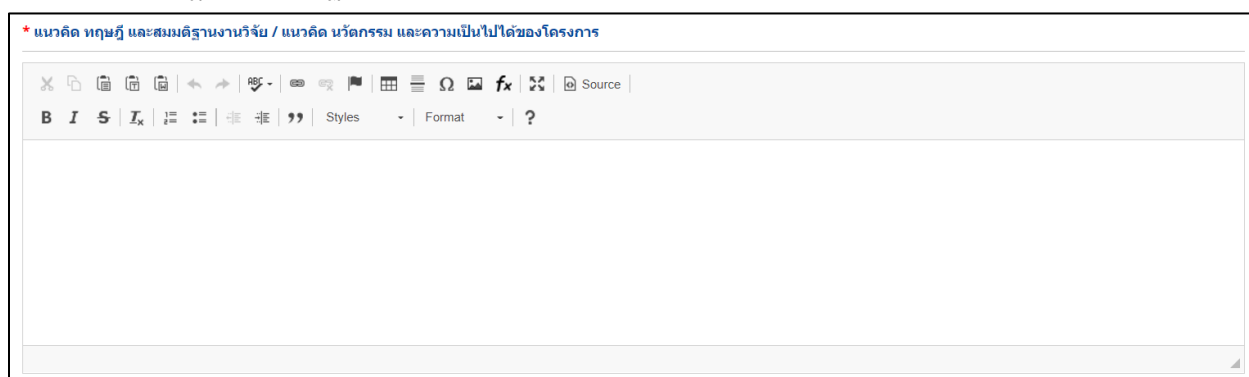 * แนวคิด ทฤษฎี และสมมติฐานงานวิจัย / แนวคิด นวัตกรรม และความเป็นไปได้ของโครงการ
ABC Ω fx Source
B I S Ix Styles Format ?